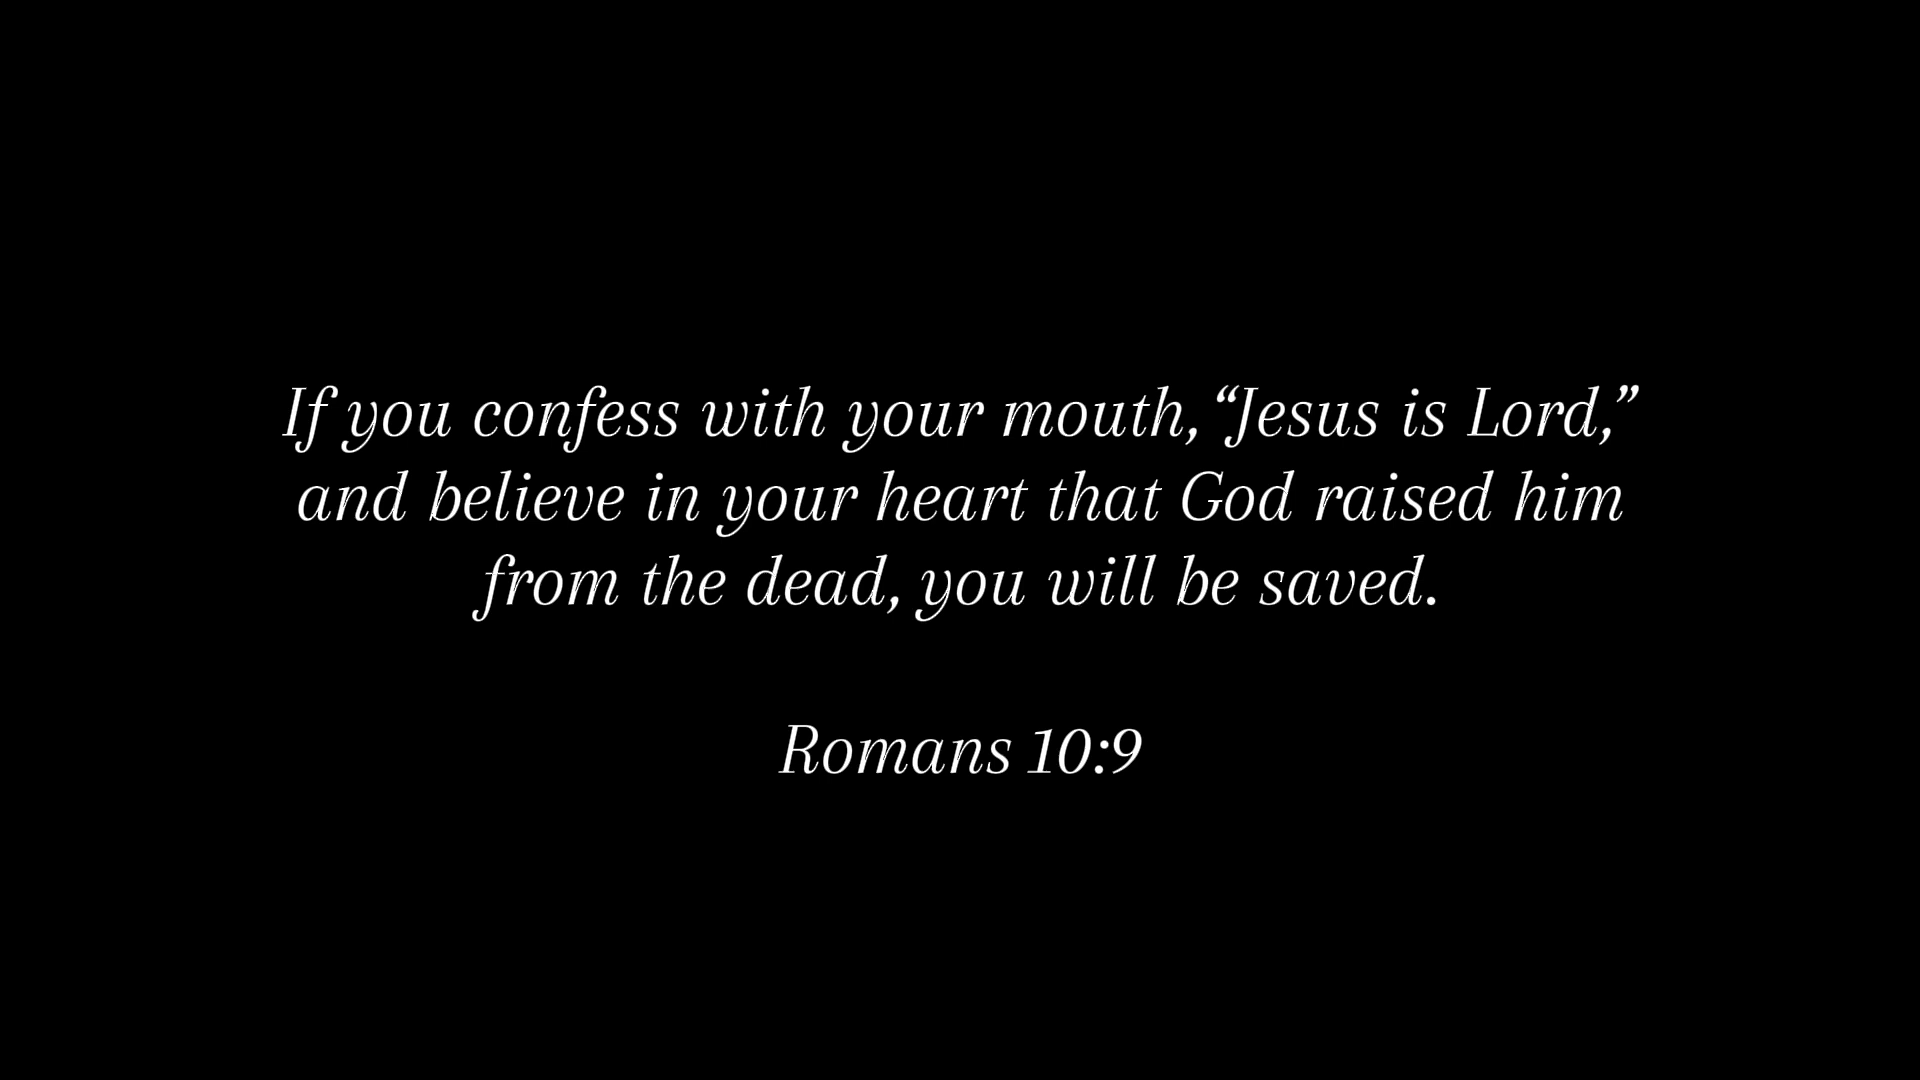 If you confess with your mouth, “Jesus is Lord,”
and believe in your heart that God raised him
from the dead, you will be saved.
Romans 10:9